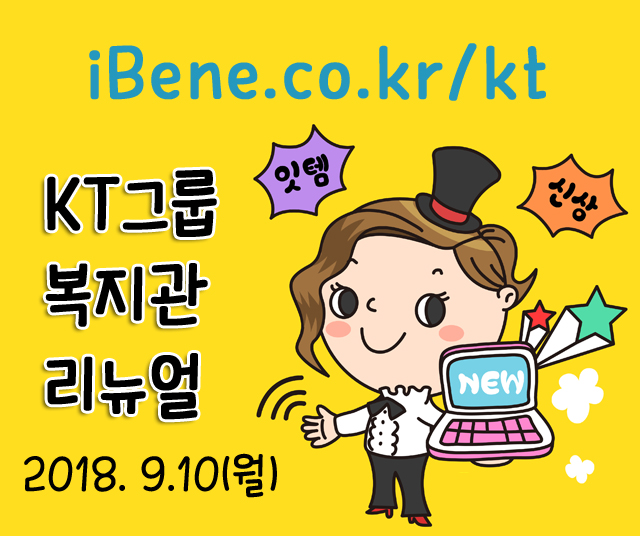 iBene.co.kr/kt
잇템
신상
KT그룹
복지관
리뉴얼
NEW
2018. 9.10(월)